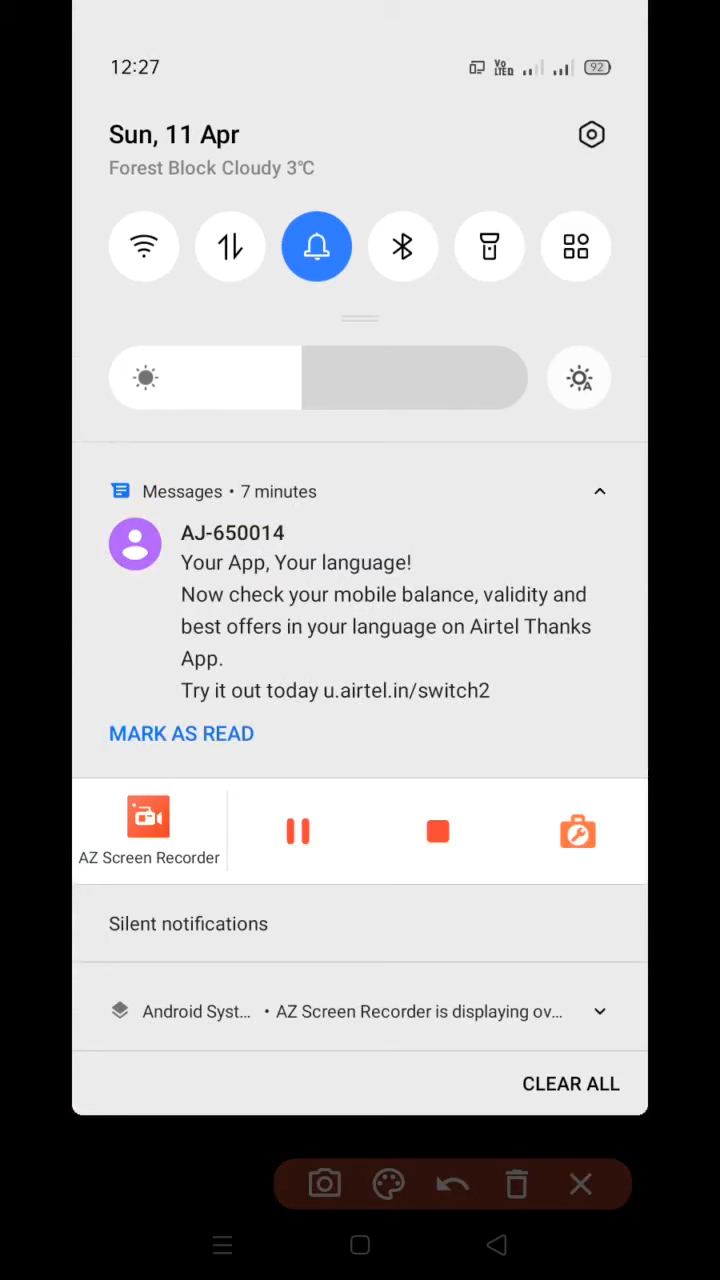 12:27
Vo LTED
92
Sun, 11 Apr
Forest Block Cloudy 3°C
A
Messages • 7 minutes
AJ-650014
Your App, Your language!
Now check your mobile balance, validity and
best offers in your language on Airtel Thanks
App.
Try it out today u.airtel.in/switch2
MARK AS READ
AZ Screen Recorder
Silent notifications
Android Syst... • AZ Screen Recorder is displaying ov...
CLEAR ALL